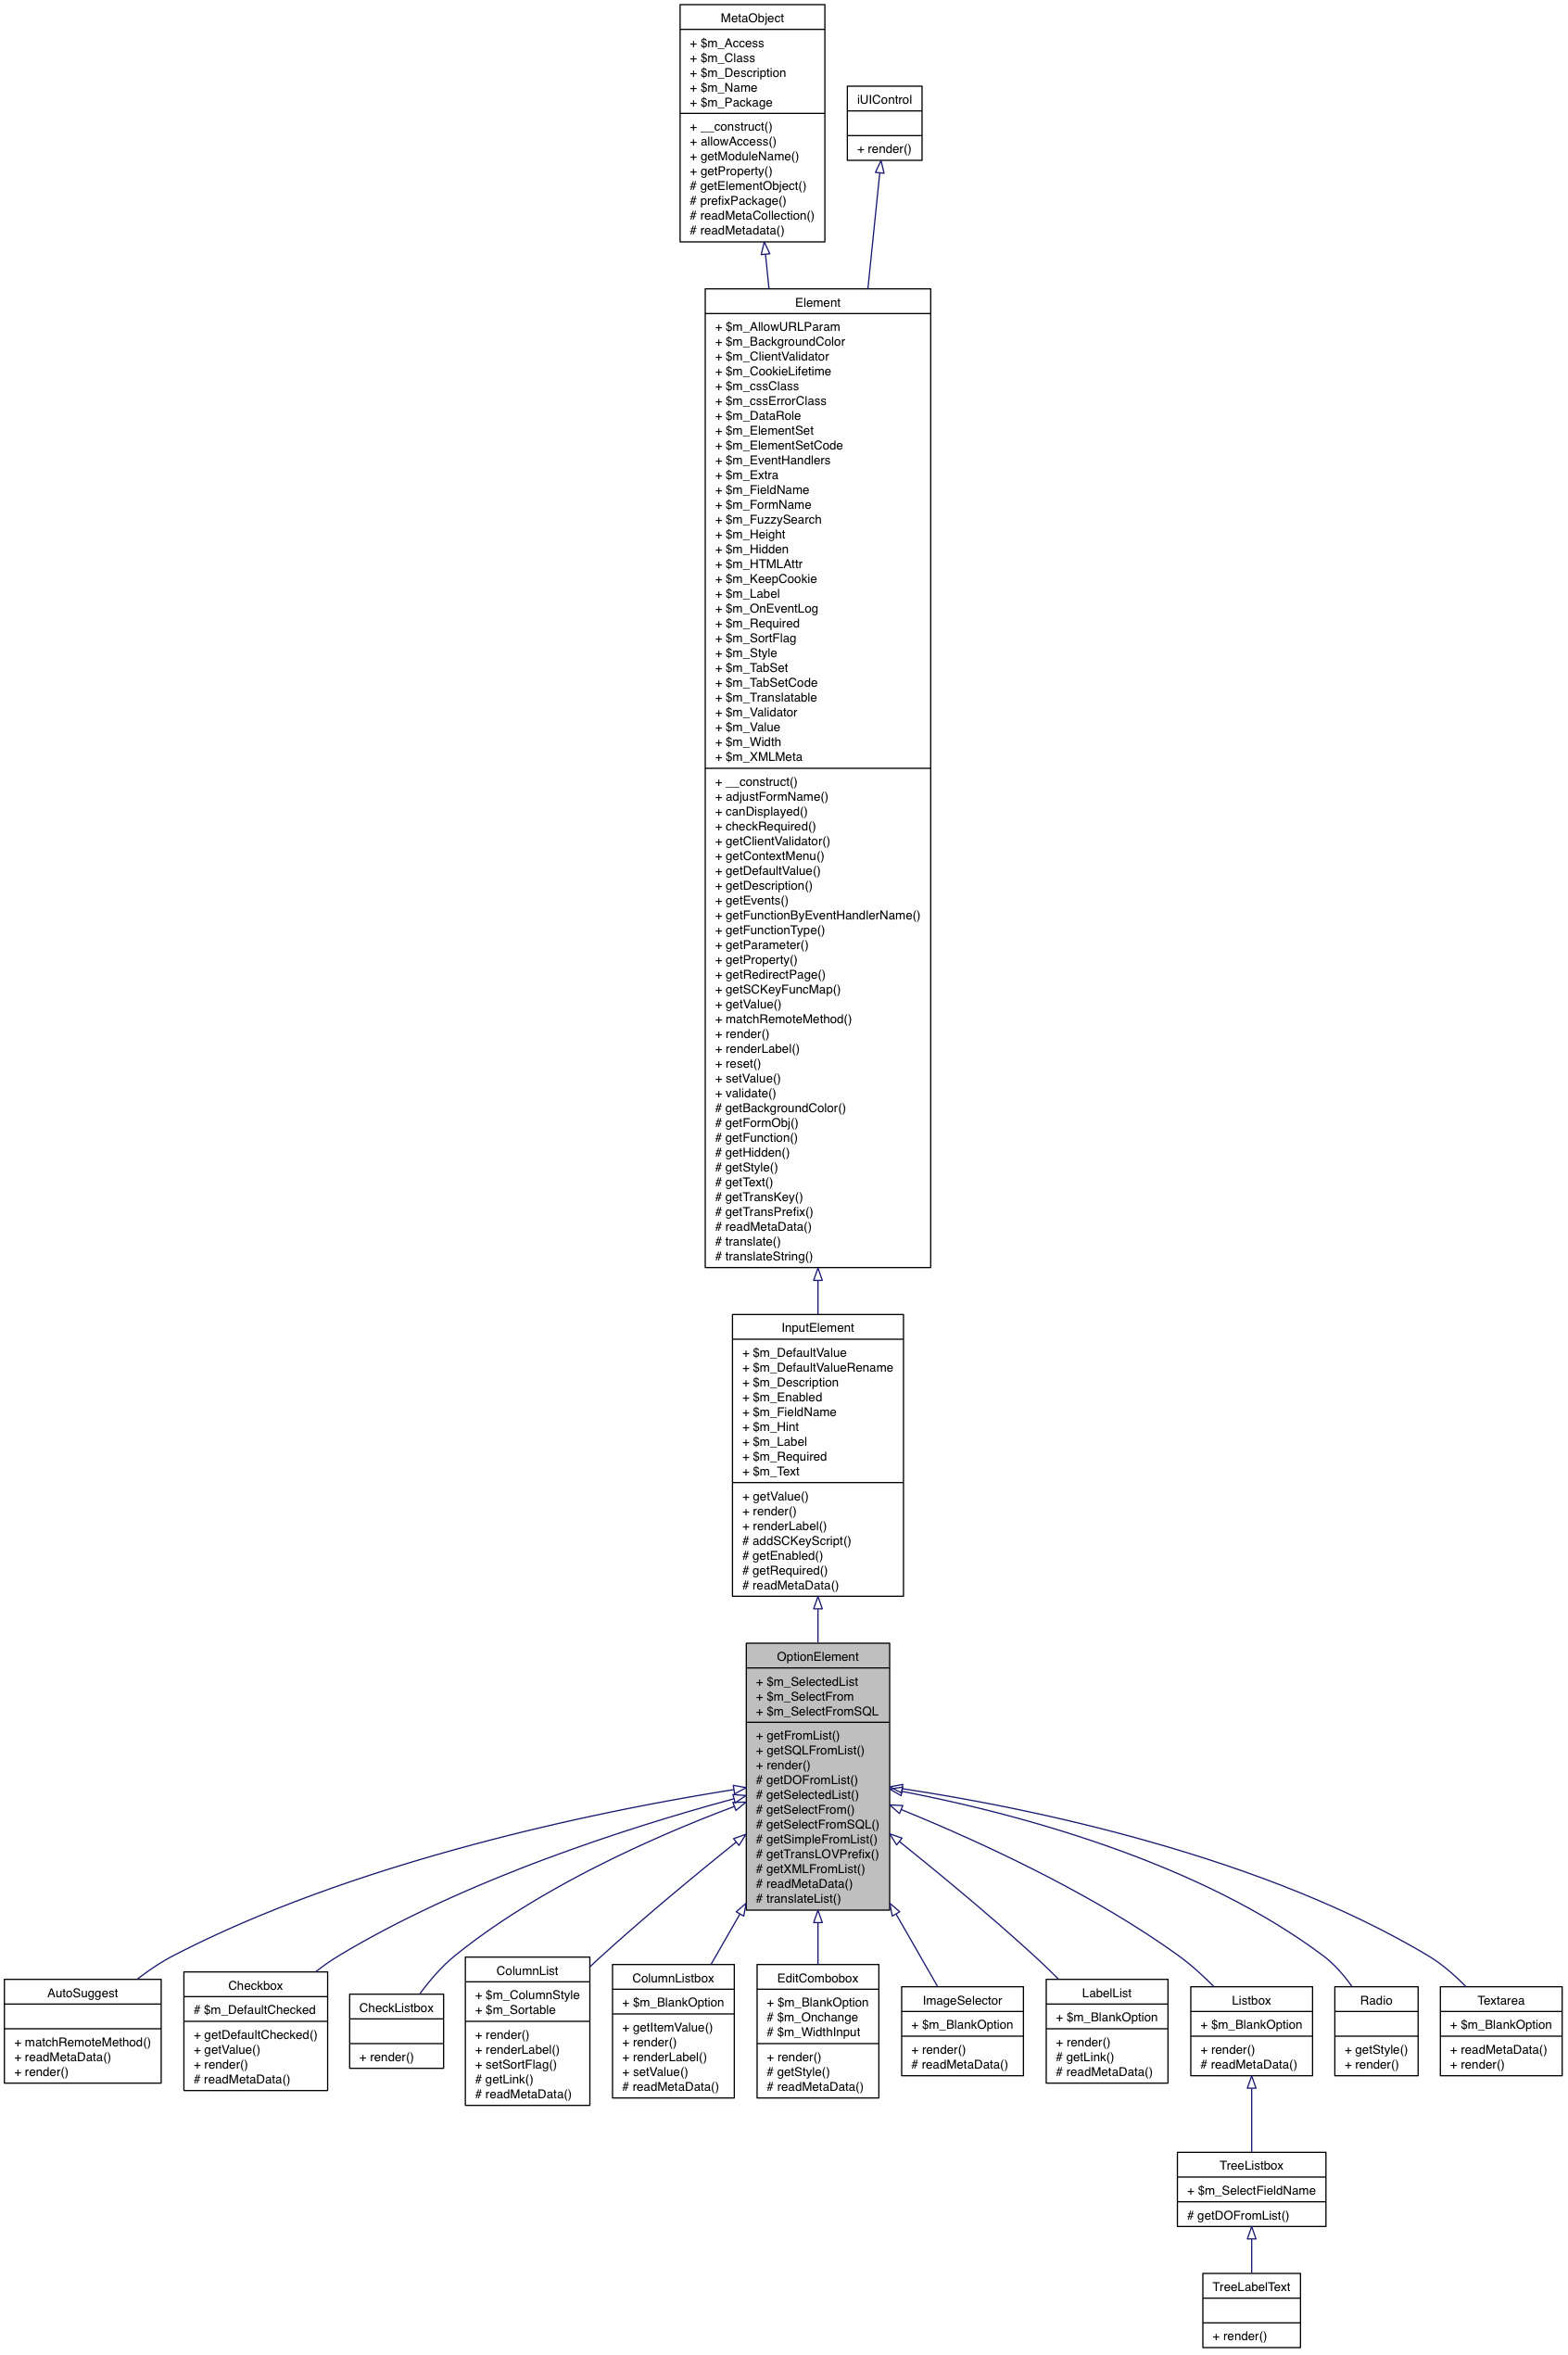 MetaObject
+ $m_Access
+ $m_Class
+ $m_Description
+ $m_Name
+ $m_Package
+ __construct()
+ allowAccess()
+ getModuleName()
+ getProperty()
# getElementObject()
# prefixPackage()
# readMetaCollection()
# readMetadata()
iUIControl
+ render()
Element
+ $m_AllowURLParam
+ $m_BackgroundColor
+ $m_ClientValidator
+ $m_CookieLifetime
+ $m_cssClass
+ $m_cssErrorClass
+ $m_DataRole
+ $m_ElementSet
+ $m_ElementSetCode
+ $m_EventHandlers
+ $m_Extra
+ $m_FieldName
+ $m_FormName
+ $m_FuzzySearch
+ $m_Height
+ $m_Hidden
+ $m_HTMLAttr
+ $m_KeepCookie
+ $m_Label
+ $m_OnEventLog
+ $m_Required
+ $m_SortFlag
+ $m_Style
+ $m_TabSet
+ $m_TabSetCode
+ $m_Translatable
+ $m_Validator
+ $m_Value
+ $m_Width
+ $m_XMLMeta
+ __construct()
+ adjustFormName()
+ canDisplayed()
+ checkRequired()
+ getClientValidator()
+ getContextMenu()
+ getDefaultValue()
+ getDescription()
+ getEvents()
+ getFunctionByEventHandlerName()
+ getFunctionType()
+ getParameter()
+ getProperty()
+ getRedirectPage()
+ getSCKeyFuncMap()
+ getValue()
+ matchRemoteMethod()
+ render()
+ renderLabel()
+ reset()
+ setValue()
+ validate()
# getBackgroundColor()
# getFormObj()
# getFunction()
# getHidden()
# getStyle()
# getText()
# getTransKey()
# getTransPrefix()
# readMetaData()
# translate()
# translateString()
InputElement
+ $m_DefaultValue
+ $m_DefaultValueRename
+ $m_Description
+ $m_Enabled
+ $m_FieldName
+ $m_Hint
+ $m_Label
+ $m_Required
+ $m_Text
+ getValue()
+ render()
+ renderLabel()
# addSCKeyScript()
# getEnabled()
# getRequired()
# readMetaData()
OptionElement
+ $m_SelectedList
+ $m_SelectFrom
+ $m_SelectFromSQL
+ getFromList()
+ getSQLFromList()
+ render()
# getDOFromList()
# getSelectedList()
# getSelectFrom()
# getSelectFromSQL()
# getSimpleFromList()
# getTransLOVPrefix()
# getXMLFromList()
# readMetaData()
# translateList()
AutoSuggest
+ matchRemoteMethod()
+ readMetaData()
+ render()
Checkbox
# $m_DefaultChecked
+ getDefaultChecked()
+ getValue()
+ render()
# readMetaData()
CheckListbox
+ render()
ColumnList
+ $m_ColumnStyle
+ $m_Sortable
+ render()
+ renderLabel()
+ setSortFlag()
# getLink()
# readMetaData()
ColumnListbox
+ $m_BlankOption
+ getItemValue()
+ render()
+ renderLabel()
+ setValue()
# readMetaData()
EditCombobox
+ $m_BlankOption
# $m_Onchange
# $m_WidthInput
+ render()
# getStyle()
# readMetaData()
ImageSelector
+ $m_BlankOption
+ render()
# readMetaData()
LabelList
+ $m_BlankOption
+ render()
# getLink()
# readMetaData()
Listbox
+ $m_BlankOption
+ render()
# readMetaData()
Radio
+ getStyle()
+ render()
Textarea
+ $m_BlankOption
+ readMetaData()
+ render()
TreeListbox
+ $m_SelectFieldName
# getDOFromList()
TreeLabelText
+ render()